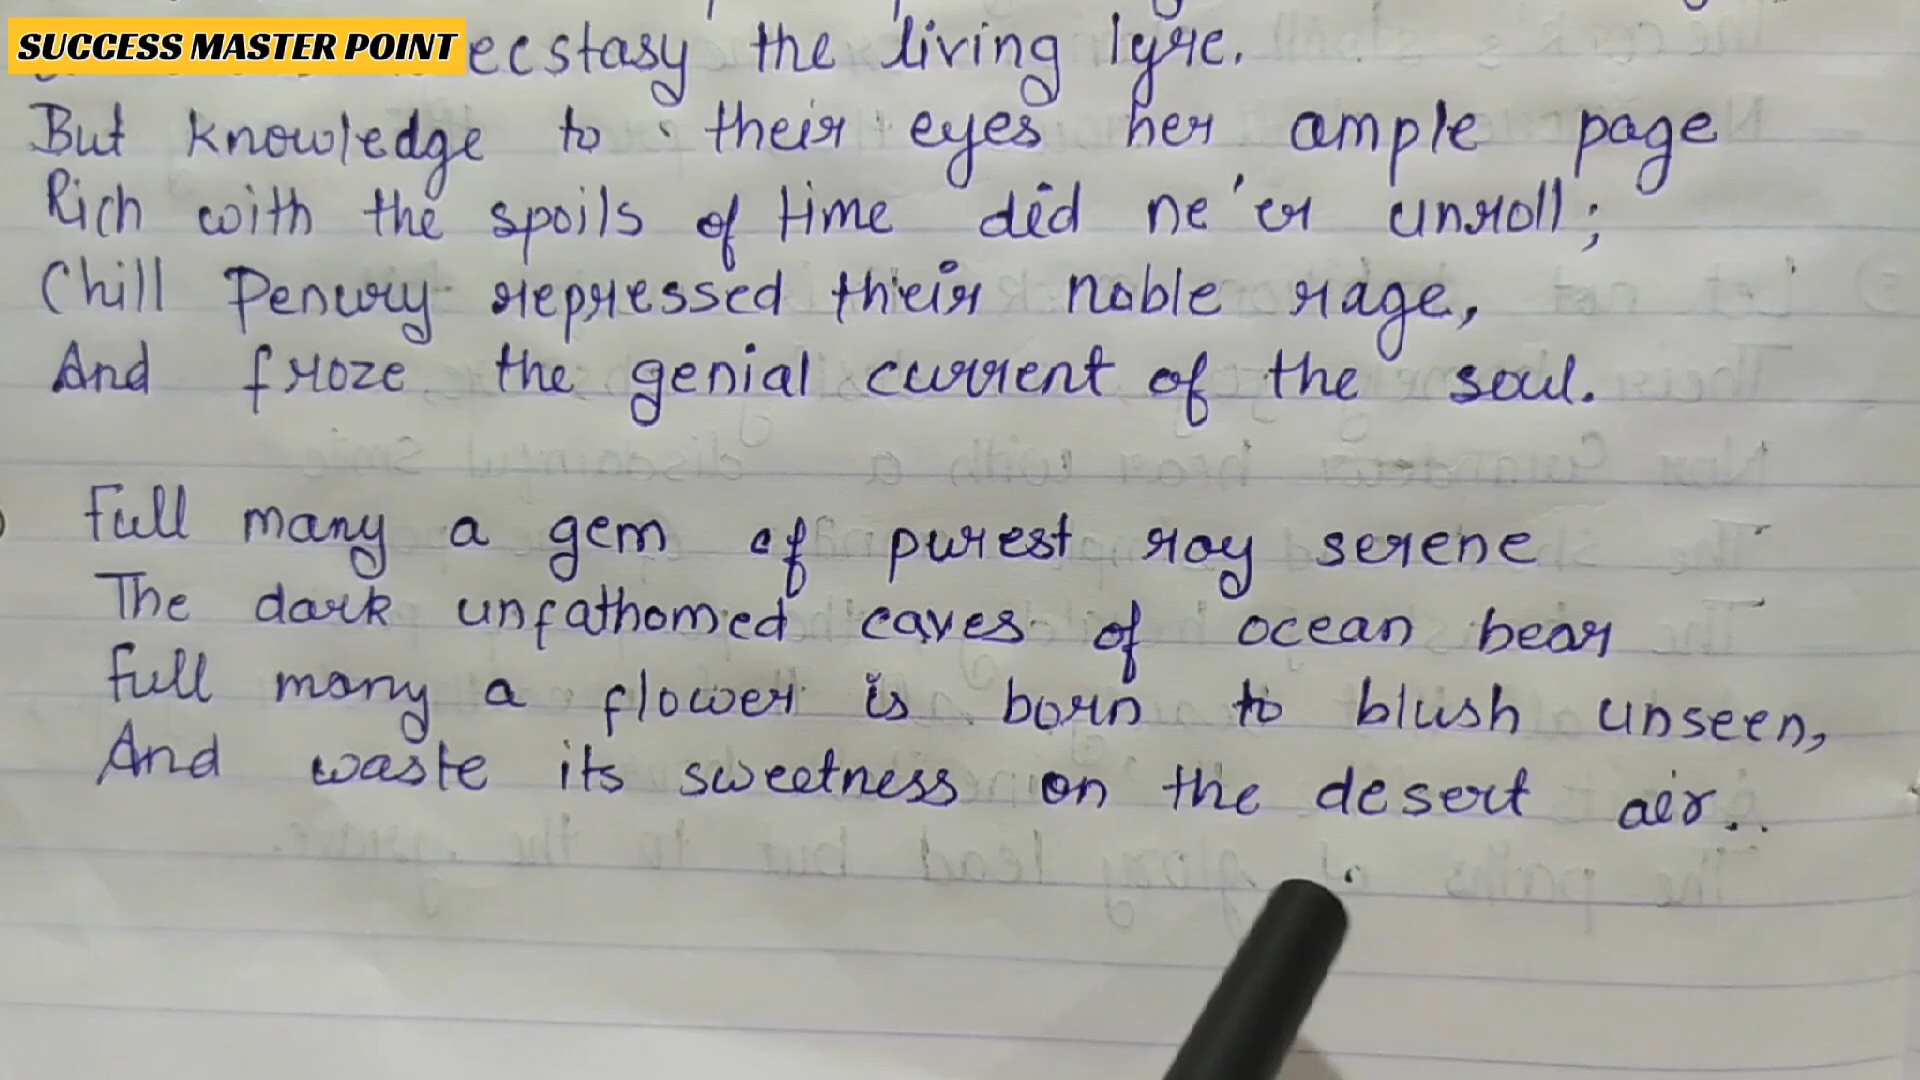 SUCCESS MASTER POINT
ecstasy the living lyre.
But knowledge to their eyes her ample page
Rich with the spoils of time did ne'er unroll;
Chill Penury repressed their noble rage,
And froze the genial current of the soul.
Full many a gem of purest ray serene
The dark unfathomed caves of ocean bear
Full many a flower is born to blush unseen,
And waste its sweetness on the desert air..